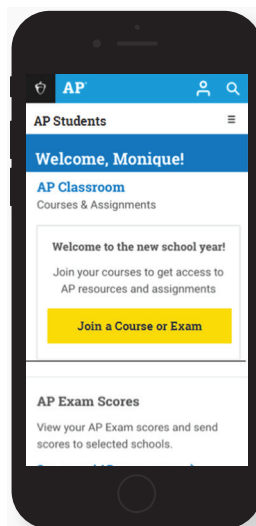 AP
AP Students
Welcome, Monique!
AP Classroom
Courses & Assignments
Welcome to the new school year!
Join your courses to get access to
AP resources and assignments
Join a Course or Exam
AP Exam Scores
View your AP Exam scores and send
scores to selected schools.